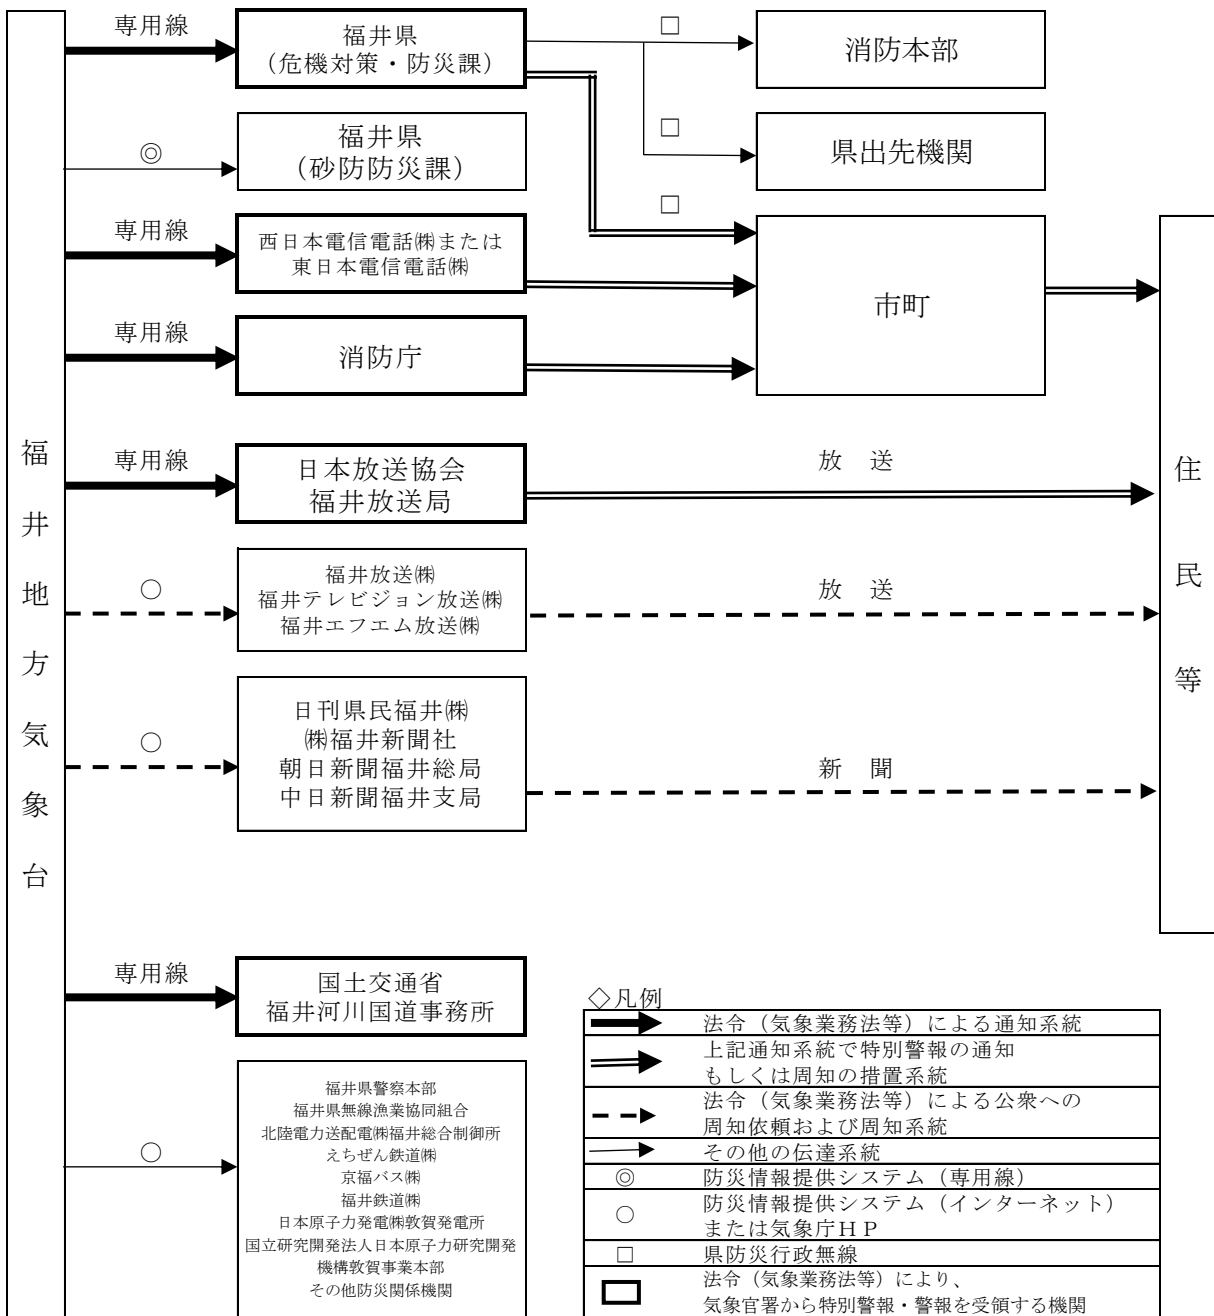 福井地方気象台
専用線
福井県
（危機対策・防災課）
□
消防本部
□
県出先機関
◎
福井県
（砂防防災課）
□
専用線
西日本電信電話㈱または
東日本電信電話㈱
市町
専用線
消防庁
住民等
専用線
日本放送協会
福井放送局
放　送
○
福井放送㈱
福井テレビジョン放送㈱
福井エフエム放送㈱
放　送
○
日刊県民福井㈱
㈱福井新聞社
朝日新聞福井総局
中日新聞福井支局
新　聞
専用線
国土交通省
福井河川国道事務所
○
福井県警察本部
福井県無線漁業協同組合
北陸電力送配電㈱福井総合制御所
えちぜん鉄道㈱
京福バス㈱
福井鉄道㈱
日本原子力発電㈱敦賀発電所
国立研究開発法人日本原子力研究開発
機構敦賀事業本部
その他防災関係機関
◇凡例
法令（気象業務法等）による通知系統
上記通知系統で特別警報の通知
もしくは周知の措置系統
法令（気象業務法等）による公衆への
周知依頼および周知系統
その他の伝達系統
◎ 防災情報提供システム（専用線）
○ 防災情報提供システム（インターネット）
または気象庁ＨＰ
□ 県防災行政無線
法令（気象業務法等）により、
気象官署から特別警報・警報を受領する機関